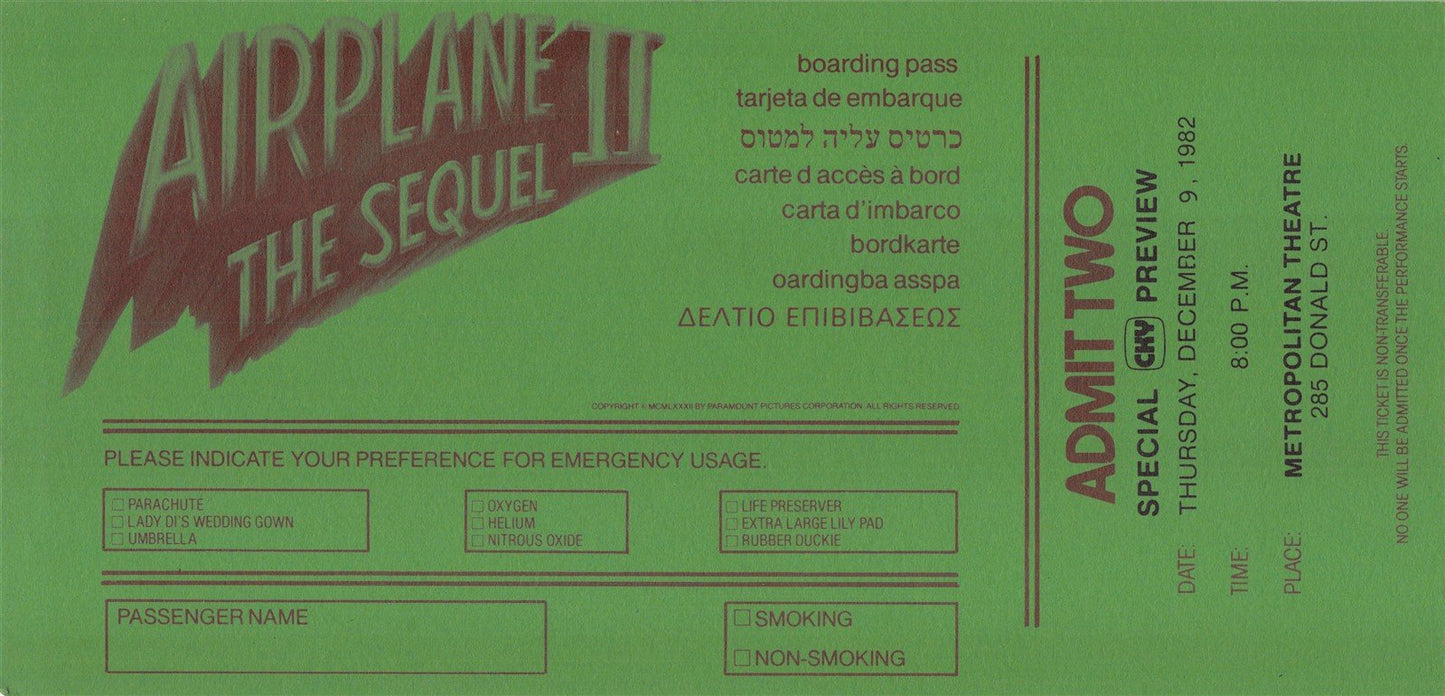 AIRPLANE II
THE SEQUEL
boarding pass
tarjeta de embarque
כרטיס עליה למטוס
carte d accès à bord
carta d'imbarco
bordkarte
oardingba asspa
ΔΕΛΤΙΟ ΕΠΙΒΙΒΑΣΕΩΣ
COPYRIGHT © MCMLXXXII BY PARAMOUNT PICTURES CORPORATION. ALL RIGHTS RESERVED
PLEASE INDICATE YOUR PREFERENCE FOR EMERGENCY USAGE.
PARACHUTE
LADY DI'S WEDDING GOWN
UMBRELLA
OXYGEN
HELIUM
NITROUS OXIDE
LIFE PRESERVER
EXTRA LARGE LILY PAD
RUBBER DUCKIE
PASSENGER NAME
SMOKING
NON-SMOKING
ADMIT TWO
SPECIAL CKY PREVIEW
DATE: THURSDAY, DECEMBER 9, 1982
TIME: 8:00 P.M.
PLACE: METROPOLITAN THEATRE
285 DONALD ST.
THIS TICKET IS NON-TRANSFERABLE.
NO ONE WILL BE ADMITTED ONCE THE PERFORMANCE STARTS.